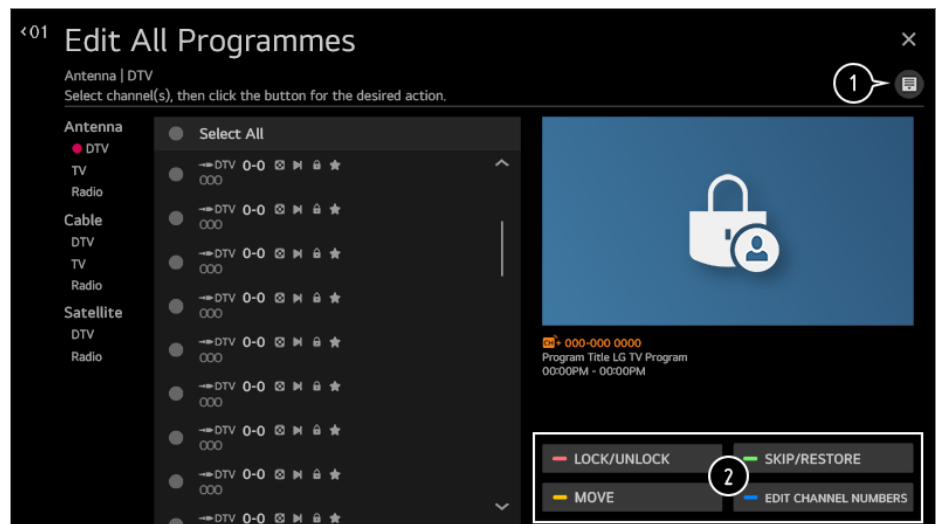 ‹01
Edit All Programmes
Antenna | DTV
Select channel(s), then click the button for the desired action.
1
Antenna
DTV
TV
Radio
Cable
DTV
TV
Radio
Satellite
DTV
Radio
Select All
DTV 0-0
000
DTV 0-0
000
DTV 0-0
000
DTV 0-0
000
DTV 0-0
000
DTV 0-0
000
DTV 0-0
000
DTV 0-0
000
DTV 0-0
CH+ 000-000 0000
Program Title LG TV Program
00:00PM - 00:00PM
LOCK/UNLOCK
SKIP/RESTORE
2
MOVE
EDIT CHANNEL NUMBERS